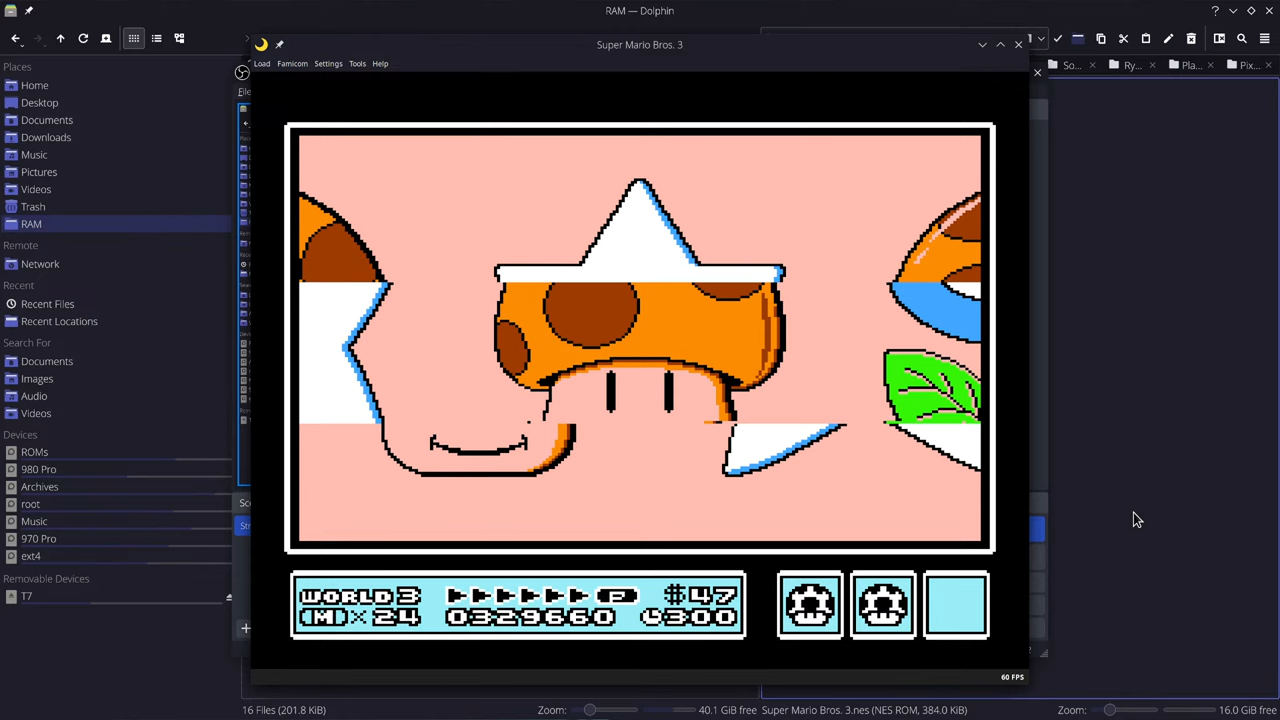 RAM — Dolphin
Super Mario Bros. 3
Load Famicom Settings Tools Help
So... Ry... Pla... Pix...
Places
Home
Desktop
Documents
Downloads
Music
Pictures
Videos
Trash
RAM
Remote
Network
Recent
Recent Files
Recent Locations
Search For
Documents
Images
Audio
Videos
Devices
ROMs
980 Pro
Archives
root
Music
970 Pro
ext4
Removable Devices
T7
WORLD 3 P #47
(M)× 24 0329660 300
60 FPS
16 Files (201.8 KiB) Zoom: 40.1 GiB free
Super Mario Bros. 3.nes (NES ROM, 384.0 KiB) Zoom: 16.0 GiB free